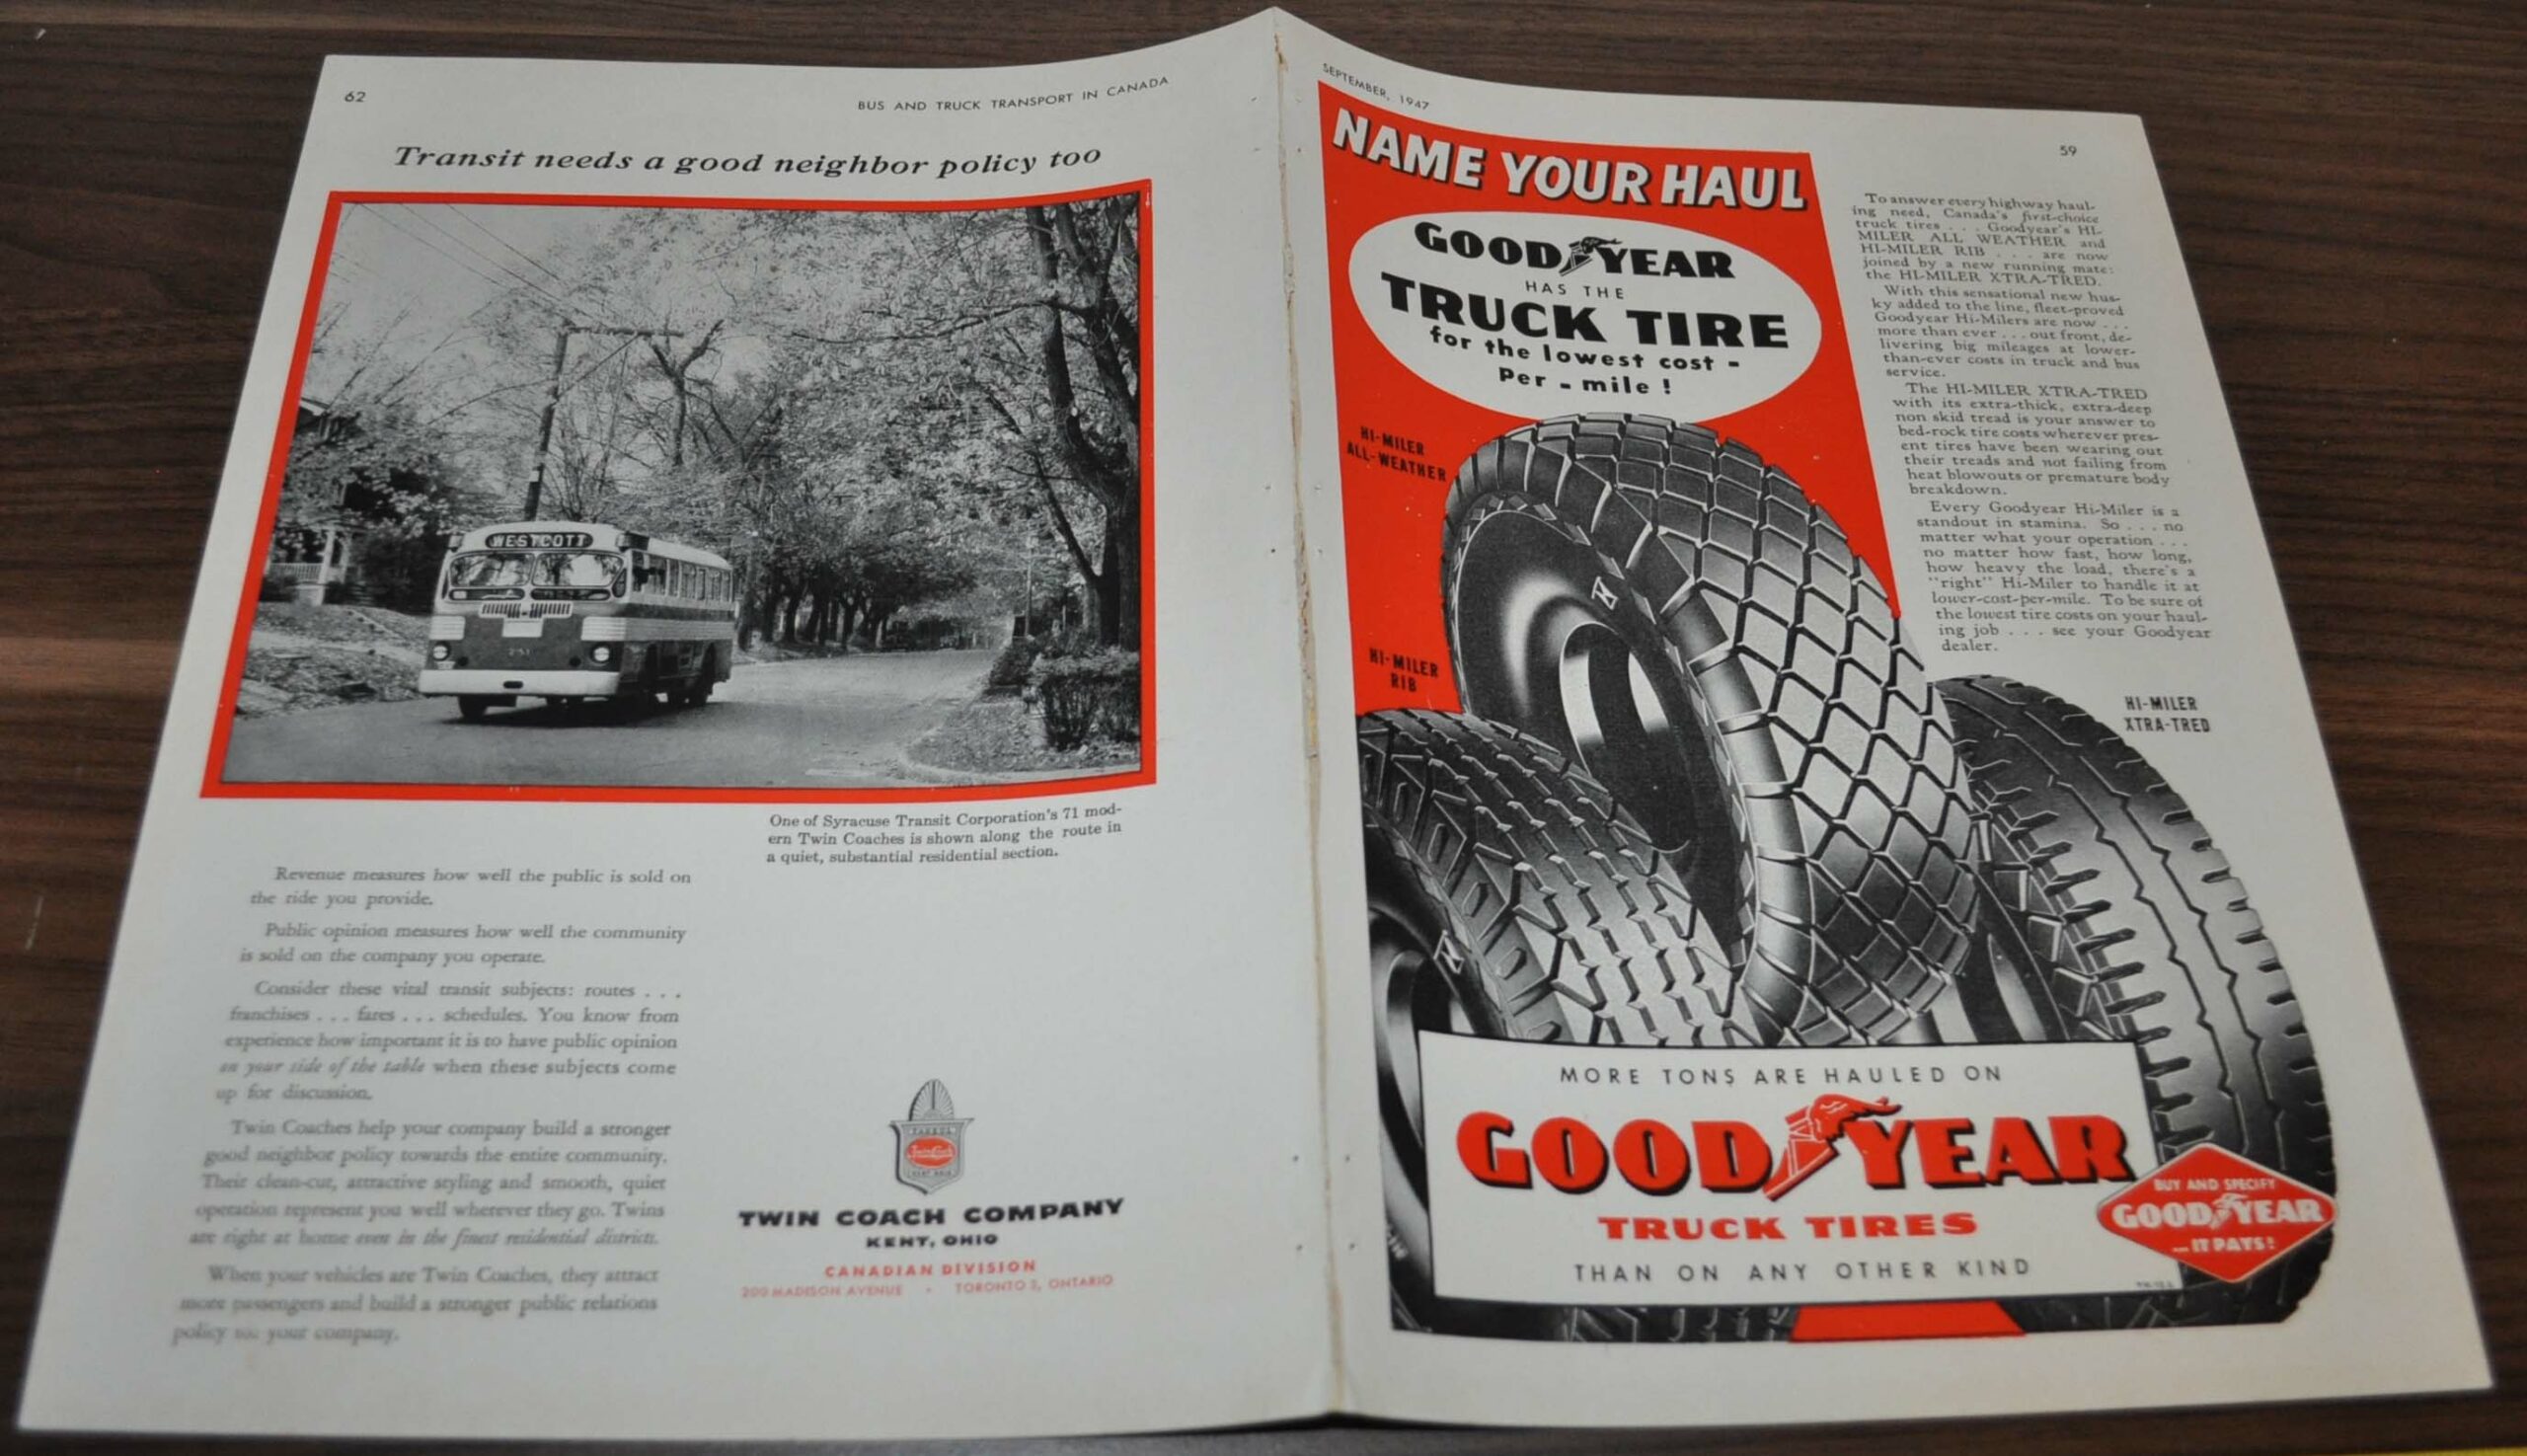 62
BUS AND TRUCK TRANSPORT IN CANADA
Transit needs a good neighbor policy too
WESTCOTT
251
One of Syracuse Transit Corporation's 71 mod-
ern Twin Coaches is shown along the route in
a quiet, substantial residential section.
Revenue measures how well the public is sold on
the ride you provide.
Public opinion measures how well the community
is sold on the company you operate.
Consider these vital transit subjects: routes . . .
franchises . . . fares . . . schedules. You know from
experience how important it is to have public opinion
on your side of the table when these subjects come
up for discussion.
Twin Coaches help your company build a stronger
good neighbor policy towards the entire community.
Their clean-cut, attractive styling and smooth, quiet
operation represent you well wherever they go. Twins
are right at home even in the finest residential districts.
When your vehicles are Twin Coaches, they attract
more passengers and build a stronger public relations
policy for your company.
Twin Coach
KENT OHIO
TWIN COACH COMPANY
KENT, OHIO
CANADIAN DIVISION
200 MADISON AVENUE • TORONTO 5, ONTARIO
SEPTEMBER, 1947
59
NAME YOUR HAUL
GOODYEAR
HAS THE
TRUCK TIRE
for the lowest cost -
Per - mile !
HI-MILER
ALL-WEATHER
HI-MILER
RIB
To answer every highway haul-
ing need, Canada's first-choice
truck tires . . . Goodyear's HI-
MILER ALL WEATHER and
HI-MILER RIB . . . are now
joined by a new running mate:
the HI-MILER XTRA-TRED.
With this sensational new hus-
ky added to the line, fleet-proved
Goodyear Hi-Milers are now . . .
more than ever . . . out front, de-
livering big mileages at lower-
than-ever costs in truck and bus
service.
The HI-MILER XTRA-TRED
with its extra-thick, extra-deep
non skid tread is your answer to
bed-rock tire costs wherever pres-
ent tires have been wearing out
their treads and not failing from
heat blowouts or premature body
breakdown.
Every Goodyear Hi-Miler is a
standout in stamina. So . . . no
matter what your operation . . .
no matter how fast, how long,
how heavy the load, there's a
"right" Hi-Miler to handle it at
lower-cost-per-mile. To be sure of
the lowest tire costs on your haul-
ing job . . . see your Goodyear
dealer.
HI-MILER
XTRA-TRED
MORE TONS ARE HAULED ON
GOODYEAR
TRUCK TIRES
THAN ON ANY OTHER KIND
BUY AND SPECIFY
GOODYEAR
... IT PAYS!